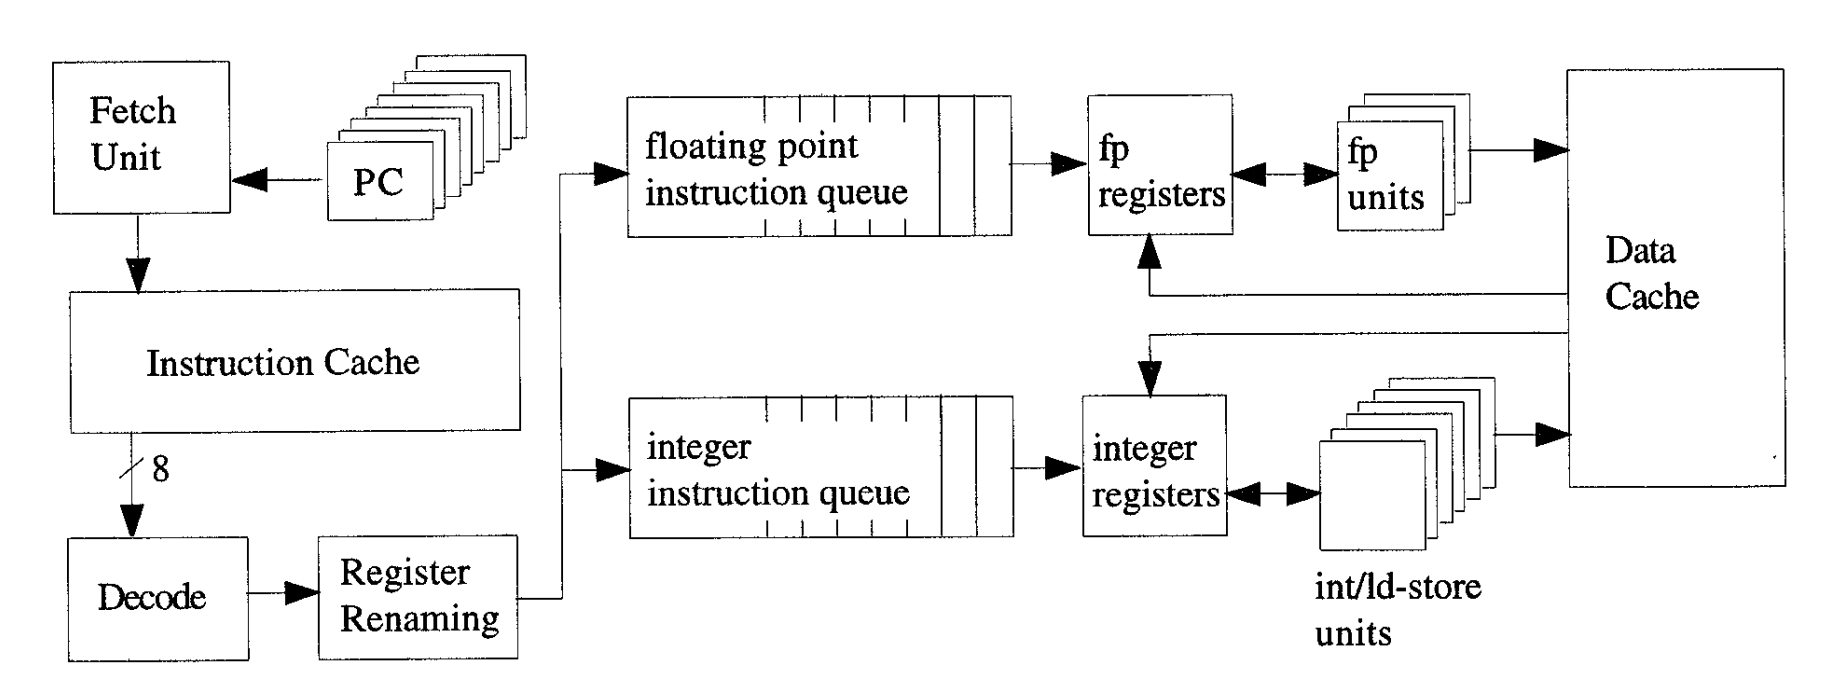 Fetch
Unit
PC
Instruction Cache
8
Decode
Register
Renaming
floating point
instruction queue
integer
instruction queue
fp
registers
fp
units
integer
registers
int/ld-store
units
Data
Cache